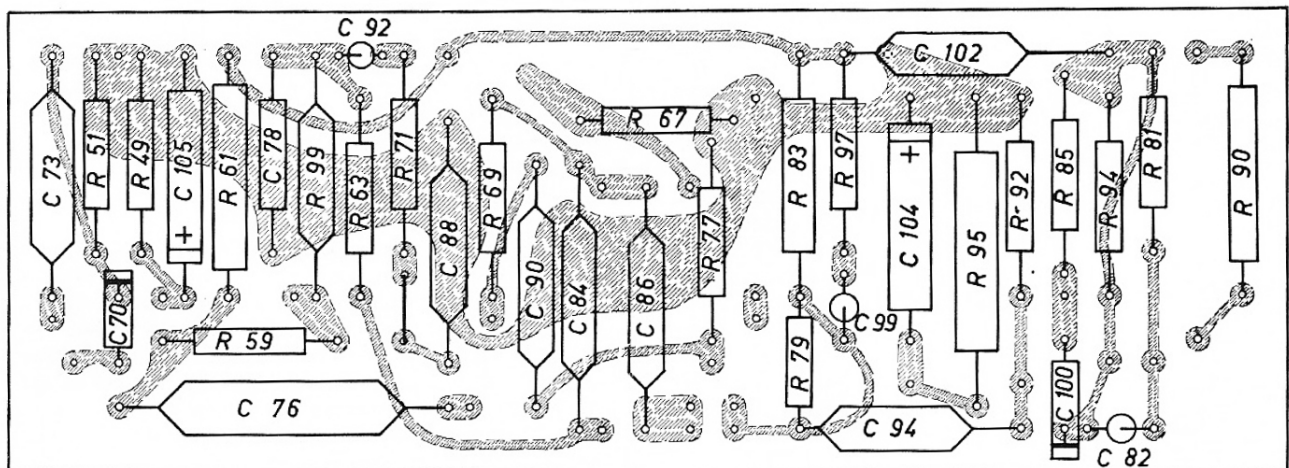 C 92
C 102
C 73
R 51
R 49
C 105
+
R 61
C 78
R 99
R 63
R 71
C 88
R 69
R 67
C 90
C 84
C 86
R 77
R 83
R 97
+
C 104
R 95
R 92
R 85
R 94
R 81
R 90
C70
R 59
C 76
R 79
C 99
C 94
C 100
C 82